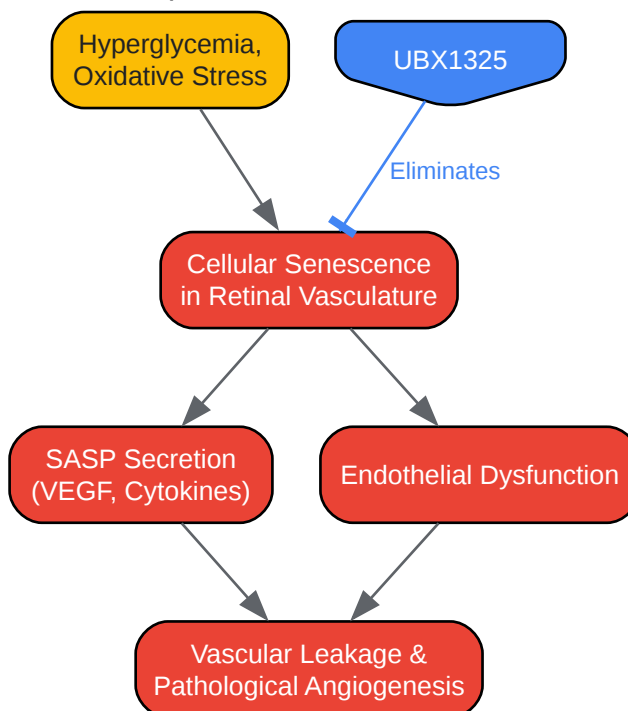 Hyperglycemia,
Oxidative Stress
UBX1325
Eliminates
Cellular Senescence
in Retinal Vasculature
SASP Secretion
(VEGF, Cytokines)
Endothelial Dysfunction
Vascular Leakage &
Pathological Angiogenesis